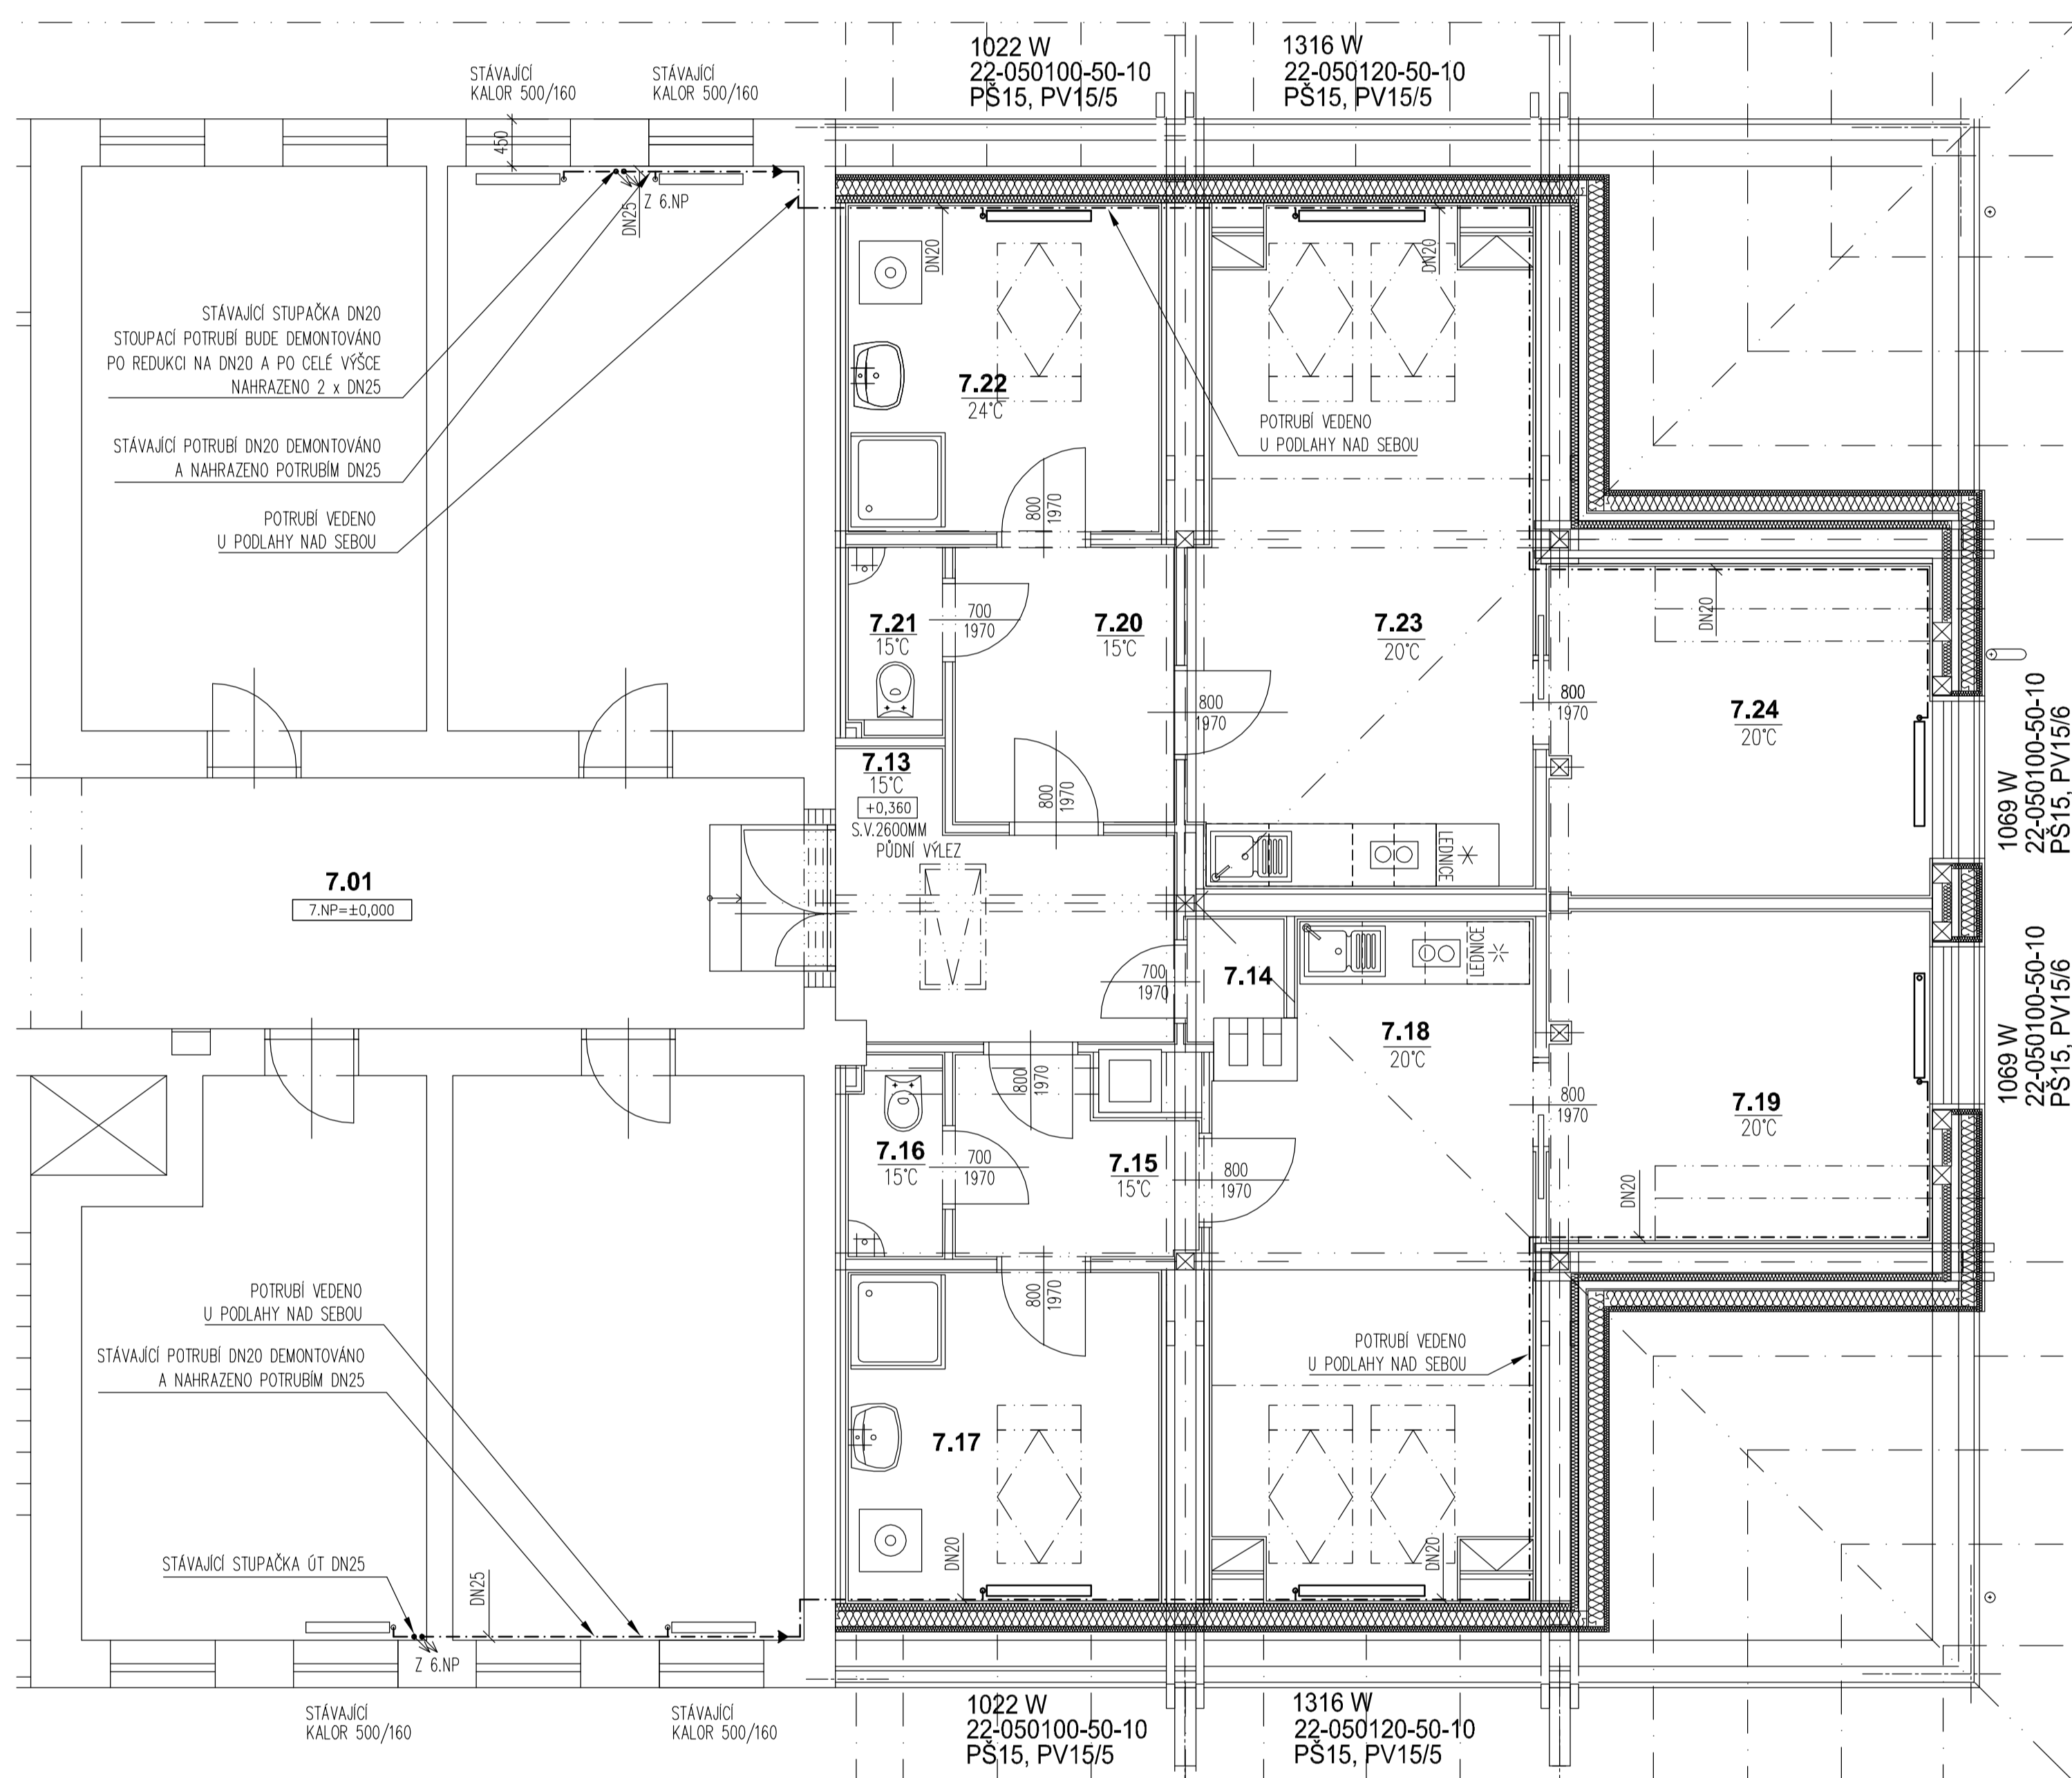 1022 W
22-050100-50-10
PŠ15, PV15/5
1316 W
22-050120-50-10
PŠ15, PV15/5
STÁVAJÍCÍ
KALOR 500/160
STÁVAJÍCÍ
KALOR 500/160
450
Z 6.NP
DN25
DN20
DN20
STÁVAJÍCÍ STUPAČKA DN20
STOUPACÍ POTRUBÍ BUDE DEMONTOVÁNO
PO REDUKCI NA DN20 A PO CELÉ VÝŠCE
NAHRAZENO 2 x DN25
STÁVAJÍCÍ POTRUBÍ DN20 DEMONTOVÁNO
A NAHRAZENO POTRUBÍM DN25
POTRUBÍ VEDENO
U PODLAHY NAD SEBOU
7.22
24°C
POTRUBÍ VEDENO
U PODLAHY NAD SEBOU
800
1970
7.21
15°C
700
1970
7.20
15°C
7.23
20°C
DN20
800
1970
800
1970
7.24
20°C
1069 W
22-050100-50-10
PŠ15, PV15/6
7.13
15°C
+0,360
S.V.2600MM
PŮDNÍ VÝLEZ
800
1970
LEDNICE
7.01
7.NP=±0,000
700
1970
7.14
LEDNICE
7.18
20°C
1069 W
22-050100-50-10
PŠ15, PV15/6
800
1970
800
1970
7.19
20°C
7.16
15°C
700
1970
7.15
15°C
800
1970
DN20
800
1970
POTRUBÍ VEDENO
U PODLAHY NAD SEBOU
STÁVAJÍCÍ POTRUBÍ DN20 DEMONTOVÁNO
A NAHRAZENO POTRUBÍM DN25
POTRUBÍ VEDENO
U PODLAHY NAD SEBOU
7.17
STÁVAJÍCÍ STUPAČKA ÚT DN25
DN25
DN20
DN20
Z 6.NP
STÁVAJÍCÍ
KALOR 500/160
STÁVAJÍCÍ
KALOR 500/160
1022 W
22-050100-50-10
PŠ15, PV15/5
1316 W
22-050120-50-10
PŠ15, PV15/5